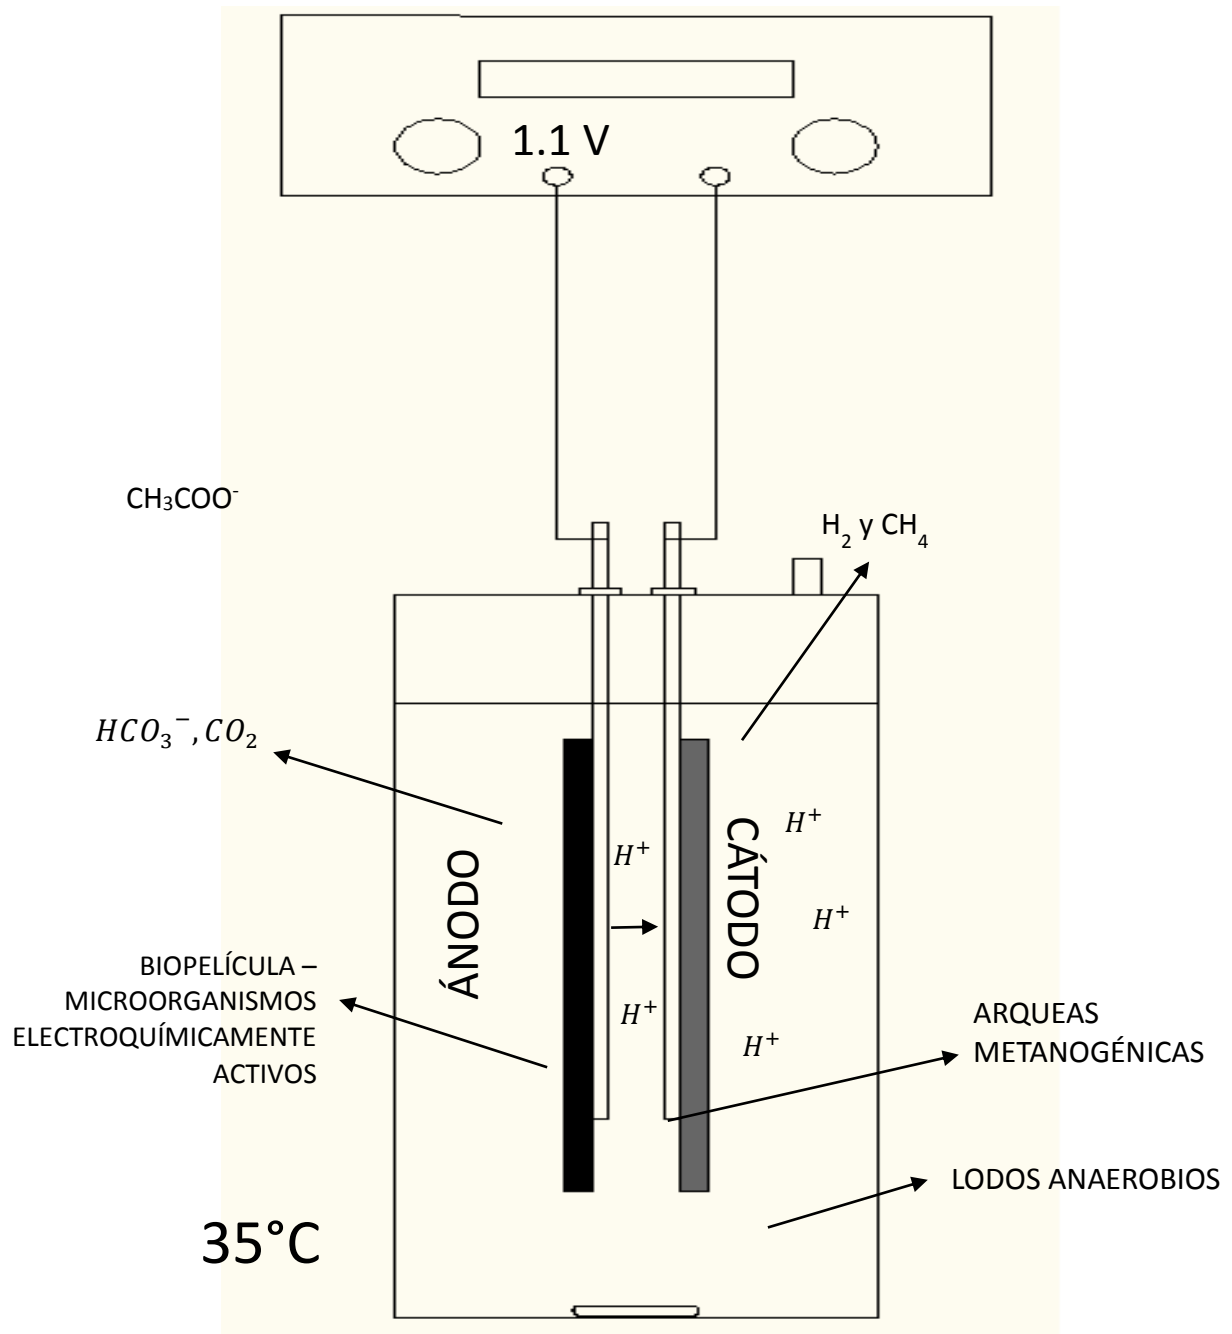 1.1 V
CH₃COO⁻
H₂ y CH₄
HCO₃⁻, CO₂
ÁNODO
CÁTODO
H⁺
H⁺
H⁺
H⁺
H⁺
BIOPELÍCULA –
MICROORGANISMOS
ELECTROQUÍMICAMENTE
ACTIVOS
ARQUEAS
METANOGÉNICAS
LODOS ANAEROBIOS
35°C